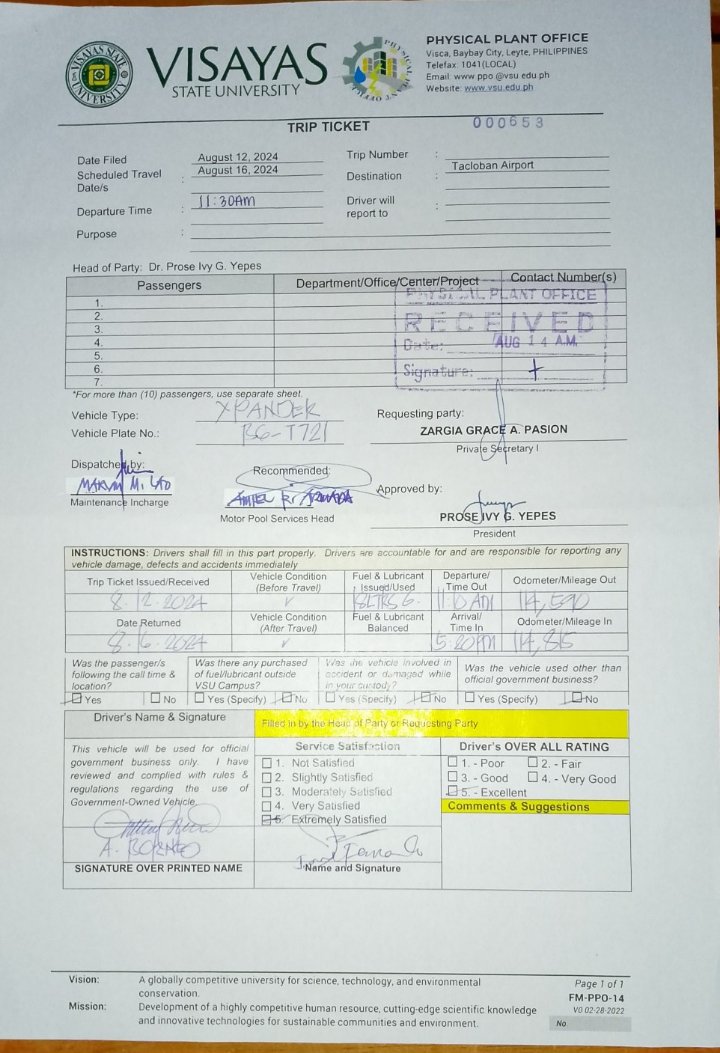 VISAYAS STATE UNIVERSITY
VISAYAS
STATE UNIVERSITY
PHYSICAL PLANT OFFICE
PHYSICAL PLANT OFFICE
Visca, Baybay City, Leyte, PHILIPPINES
Telefax: 1041(LOCAL)
Email: www ppo @vsu edu.ph
Website: www.vsu.edu.ph
TRIP TICKET
000653
Date Filed : August 12, 2024
Trip Number :
Scheduled Travel Date/s : August 16, 2024
Destination : Tacloban Airport
Departure Time : 11:30AM
Driver will report to :
Purpose :
Head of Party: Dr. Prose Ivy G. Yepes
Passengers Department/Office/Center/Project Contact Number(s)
1.
2.
3.
4.
5.
6.
7.
PHYSICAL PLANT OFFICE
RECEIVED
Date: AUG 14 A.M.
Signature:
*For more than (10) passengers, use separate sheet.
Vehicle Type: XPANDER
Vehicle Plate No.:
Requesting party:
ZARGIA GRACE A. PASION
Private Secretary I
Dispatched by:
MARVIN M. LAO
Maintenance Incharge
Recommended:
Motor Pool Services Head
Approved by:
PROSE IVY G. YEPES
President
INSTRUCTIONS: Drivers shall fill in this part properly. Drivers are accountable for and are responsible for reporting any
vehicle damage, defects and accidents immediately
Trip Ticket Issued/Received
Vehicle Condition (Before Travel)
Fuel & Lubricant Issued/Used
Departure/ Time Out
Odometer/Mileage Out
11:10 AM
114,590
Date Returned
Vehicle Condition (After Travel)
Fuel & Lubricant Balanced
Arrival/ Time In
Odometer/Mileage In
5:20PM
114,815
Was the passenger/s following the call time & location?
Yes No
Was there any purchased of fuel/lubricant outside VSU Campus?
Yes (Specify) No
Was the vehicle involved in accident or damaged while in your custody?
Yes (Specify) No
Was the vehicle used other than official government business?
Yes (Specify) No
Driver's Name & Signature
Filled in by the Head of Party or Requesting Party
This vehicle will be used for official
government business only. I have
reviewed and complied with rules &
regulations regarding the use of
Government-Owned Vehicle.
SIGNATURE OVER PRINTED NAME
Service Satisfaction
1. Not Satisfied
2. Slightly Satisfied
3. Moderately Satisfied
4. Very Satisfied
5. Extremely Satisfied
Name and Signature
Driver's OVER ALL RATING
1. - Poor 2. - Fair
3. - Good 4. - Very Good
5. - Excellent
Comments & Suggestions
Vision: A globally competitive university for science, technology, and environmental
conservation.
Mission: Development of a highly competitive human resource, cutting-edge scientific knowledge
and innovative technologies for sustainable communities and environment.
Page 1 of 1
FM-PPO-14
V0 02-28-2022
No